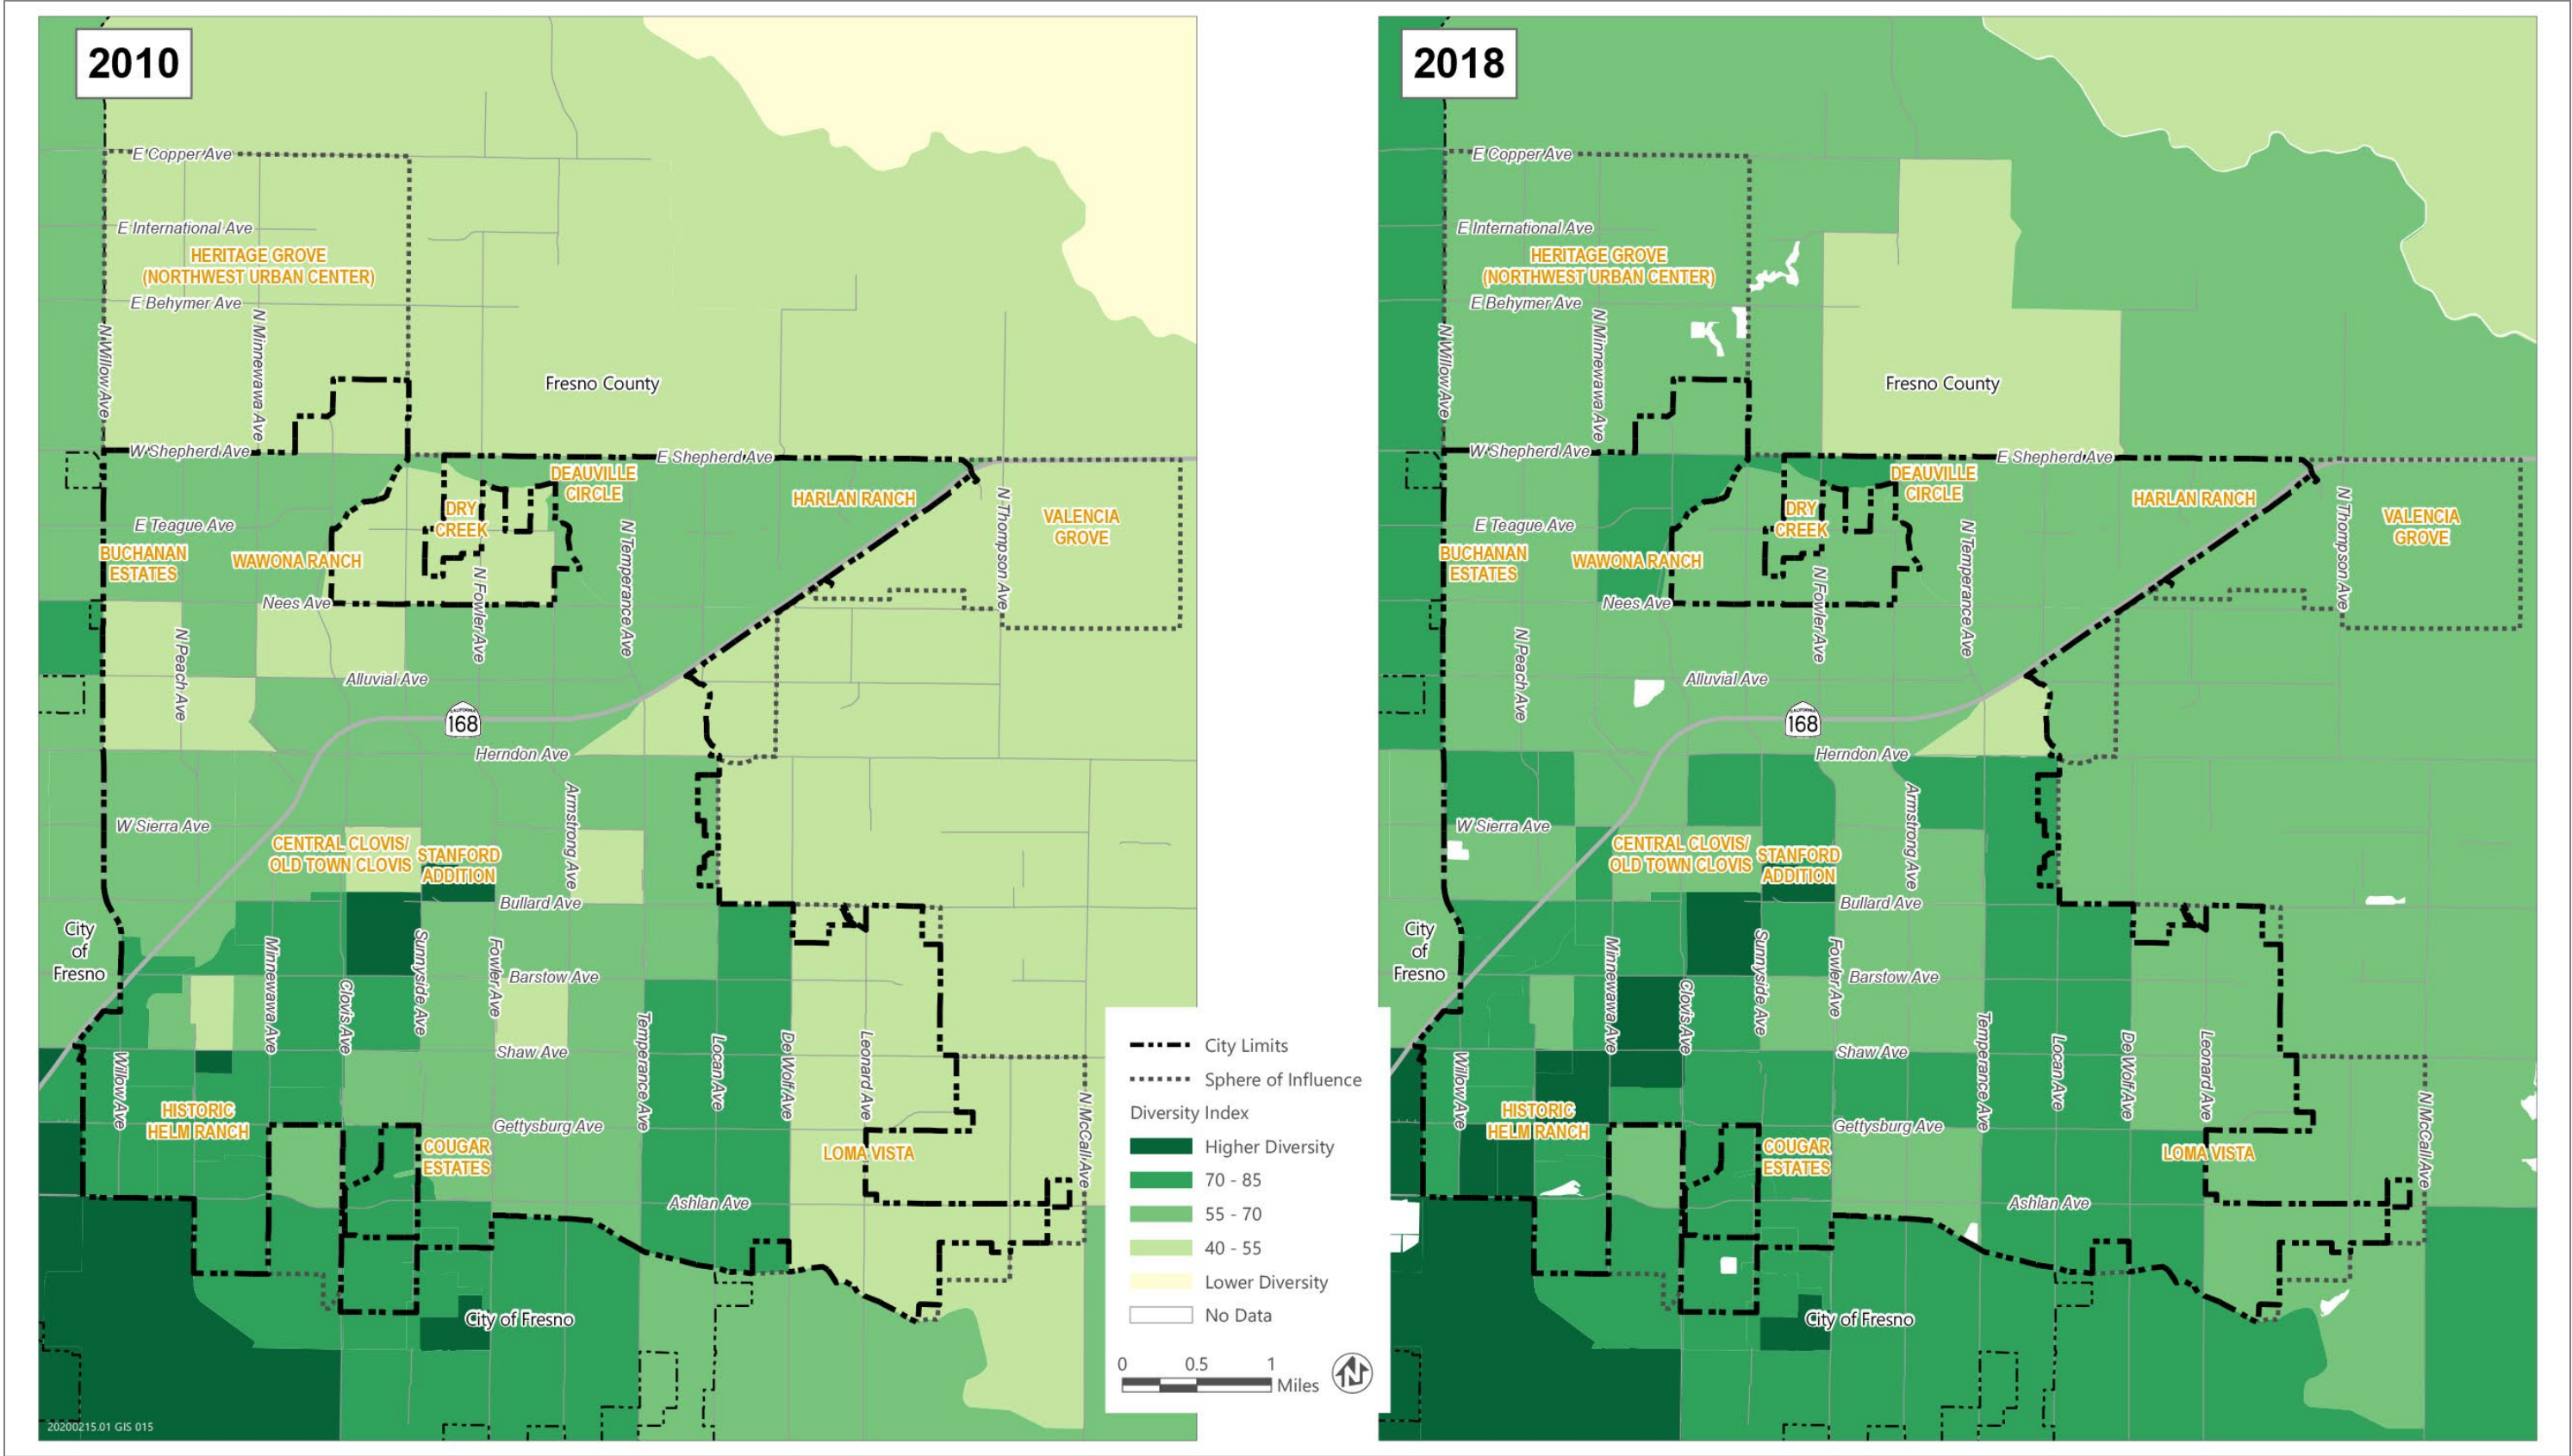 2010
E Copper Ave
E International Ave
HERITAGE GROVE
(NORTHWEST URBAN CENTER)
E Behymer Ave
N Willow Ave
N Minnewawa Ave
Fresno County
W Shepherd Ave
E Shepherd Ave
DEAUVILLE
CIRCLE
HARLAN RANCH
DRY
CREEK
N Thompson Ave
VALENCIA
GROVE
E Teague Ave
BUCHANAN
ESTATES
WAWONA RANCH
N Temperance Ave
Nees Ave
N Fowler Ave
N Peach Ave
Alluvial Ave
CALIFORNIA
168
Herndon Ave
Armstrong Ave
W Sierra Ave
CENTRAL CLOVIS/
OLD TOWN CLOVIS
STANFORD
ADDITION
Bullard Ave
City
of
Fresno
Minnewawa Ave
Sunnyside Ave
Fowler Ave
Barstow Ave
Clovis Ave
Shaw Ave
Willow Ave
Temperance Ave
Locan Ave
De Wolf Ave
Leonard Ave
N McCall Ave
HISTORIC
HELM RANCH
Gettysburg Ave
COUGAR
ESTATES
LOMA VISTA
Ashlan Ave
City of Fresno
20200215.01 GIS 015
City Limits
Sphere of Influence
Diversity Index
Higher Diversity
70 - 85
55 - 70
40 - 55
Lower Diversity
No Data
0 0.5 1
Miles
N
2018
E Copper Ave
E International Ave
HERITAGE GROVE
(NORTHWEST URBAN CENTER)
E Behymer Ave
N Willow Ave
N Minnewawa Ave
Fresno County
W Shepherd Ave
E Shepherd Ave
DEAUVILLE
CIRCLE
HARLAN RANCH
DRY
CREEK
N Thompson Ave
VALENCIA
GROVE
E Teague Ave
BUCHANAN
ESTATES
WAWONA RANCH
N Temperance Ave
Nees Ave
N Fowler Ave
N Peach Ave
Alluvial Ave
CALIFORNIA
168
Herndon Ave
Armstrong Ave
W Sierra Ave
CENTRAL CLOVIS/
OLD TOWN CLOVIS
STANFORD
ADDITION
Bullard Ave
City
of
Fresno
Minnewawa Ave
Sunnyside Ave
Fowler Ave
Barstow Ave
Clovis Ave
Shaw Ave
Willow Ave
Temperance Ave
Locan Ave
De Wolf Ave
Leonard Ave
N McCall Ave
HISTORIC
HELM RANCH
Gettysburg Ave
COUGAR
ESTATES
LOMA VISTA
Ashlan Ave
City of Fresno